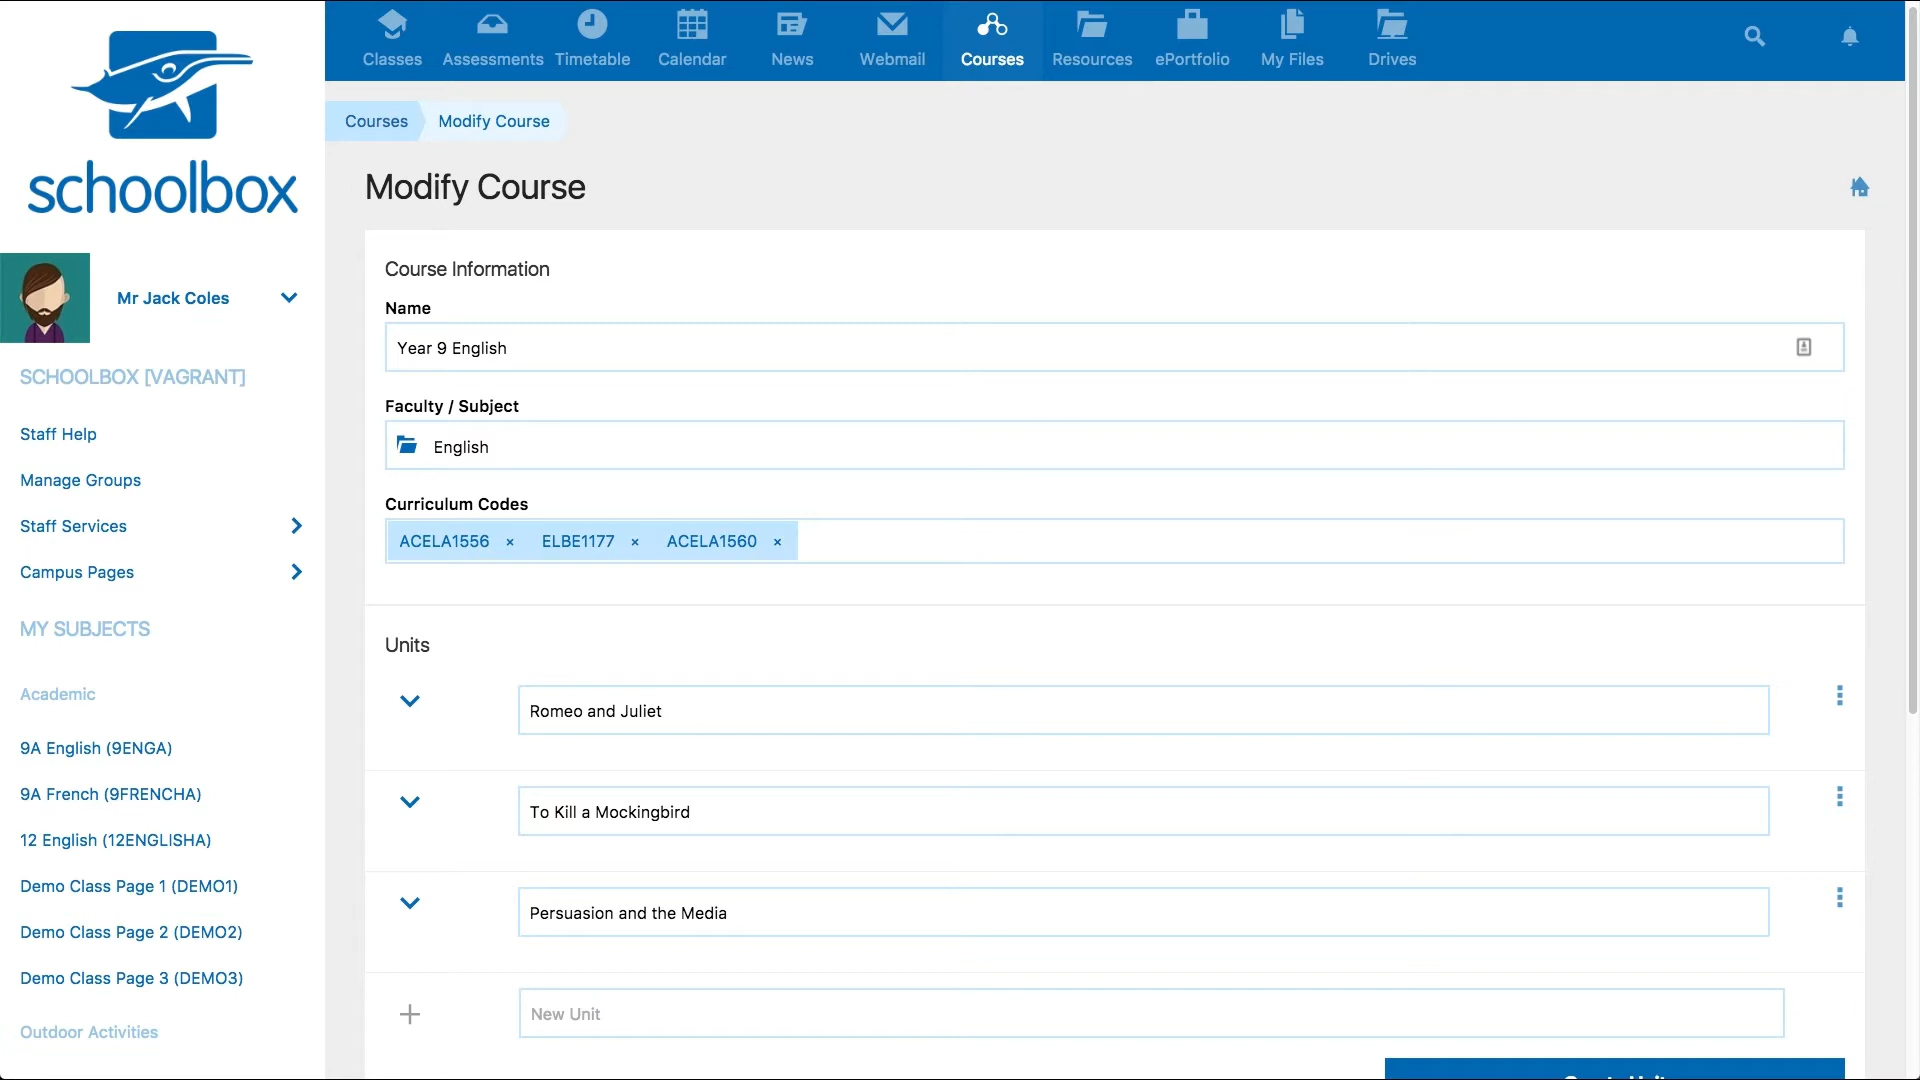 Classes Assessments Timetable Calendar News Webmail Courses Resources ePortfolio My Files Drives
schoolbox
Mr Jack Coles
SCHOOLBOX [VAGRANT]
Staff Help
Manage Groups
Staff Services
Campus Pages
MY SUBJECTS
Academic
9A English (9ENGA)
9A French (9FRENCHA)
12 English (12ENGLISHA)
Demo Class Page 1 (DEMO1)
Demo Class Page 2 (DEMO2)
Demo Class Page 3 (DEMO3)
Outdoor Activities
Courses Modify Course
Modify Course
Course Information
Name
Year 9 English
Faculty / Subject
English
Curriculum Codes
ACELA1556 × ELBE1177 × ACELA1560 ×
Units
Romeo and Juliet
To Kill a Mockingbird
Persuasion and the Media
New Unit